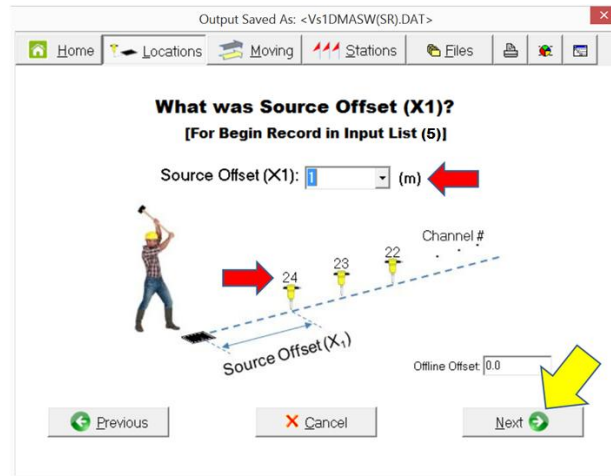 Output Saved As: <Vs1DMASW(SR).DAT>
Home Locations Moving Stations Files
What was Source Offset (X1)?
[For Begin Record in Input List (5)]
Source Offset (X1): 1 (m)
Channel #
24 23 22
Source Offset (X1)
Offline Offset: 0.0
Previous Cancel Next